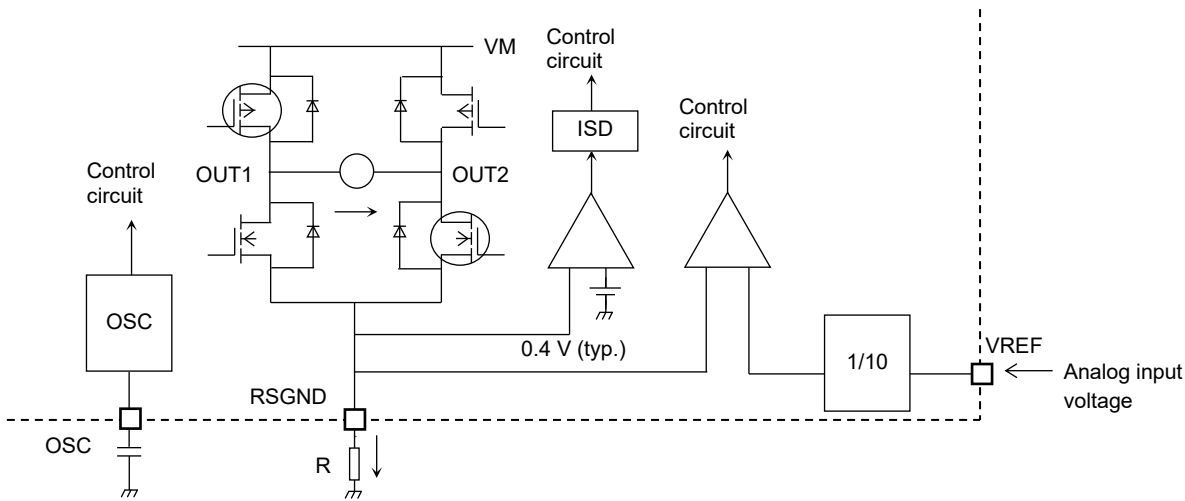 VM
Control
circuit
ISD
Control
circuit
Control
circuit
OUT1
OUT2
OSC
0.4 V (typ.)
1/10
VREF
Analog input
voltage
RSGND
OSC
R